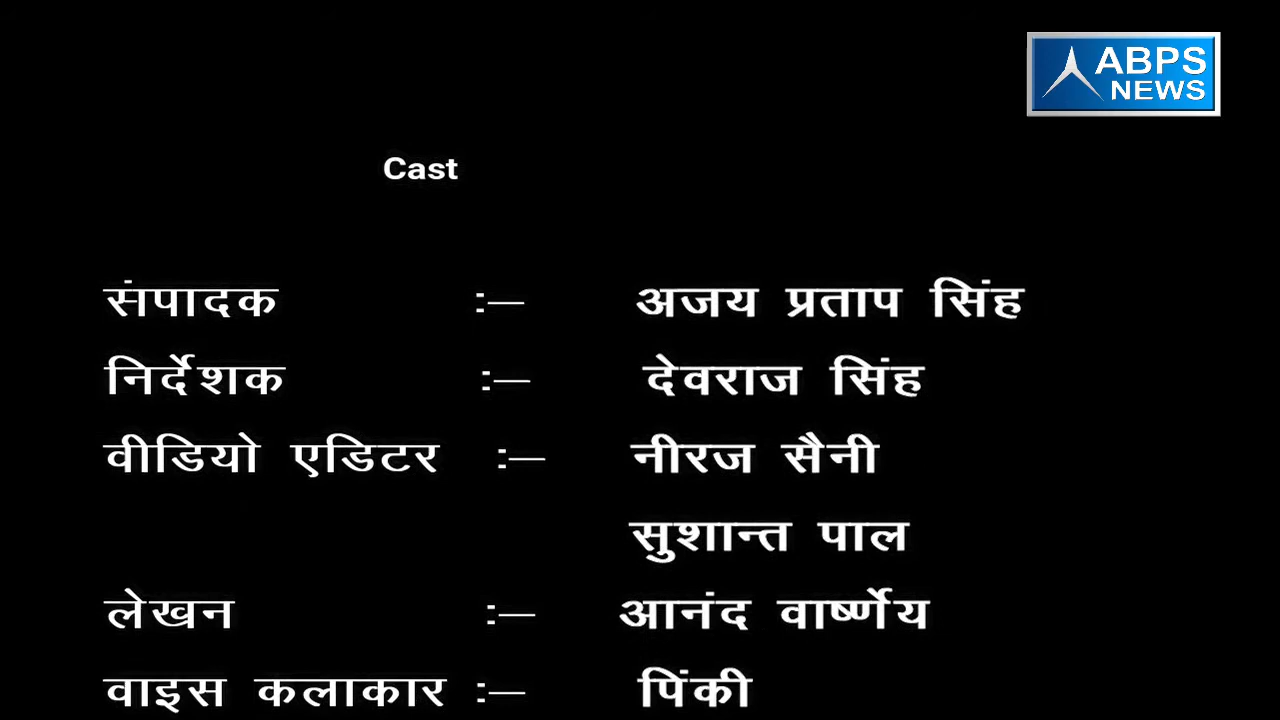 ABPS
NEWS
Cast
संपादक :— अजय प्रताप सिंह
निर्देशक :— देवराज सिंह
वीडियो एडिटर :— नीरज सैनी
सुशान्त पाल
लेखन :— आनंद वार्ष्णेय
वाइस कलाकार :— पिंकी